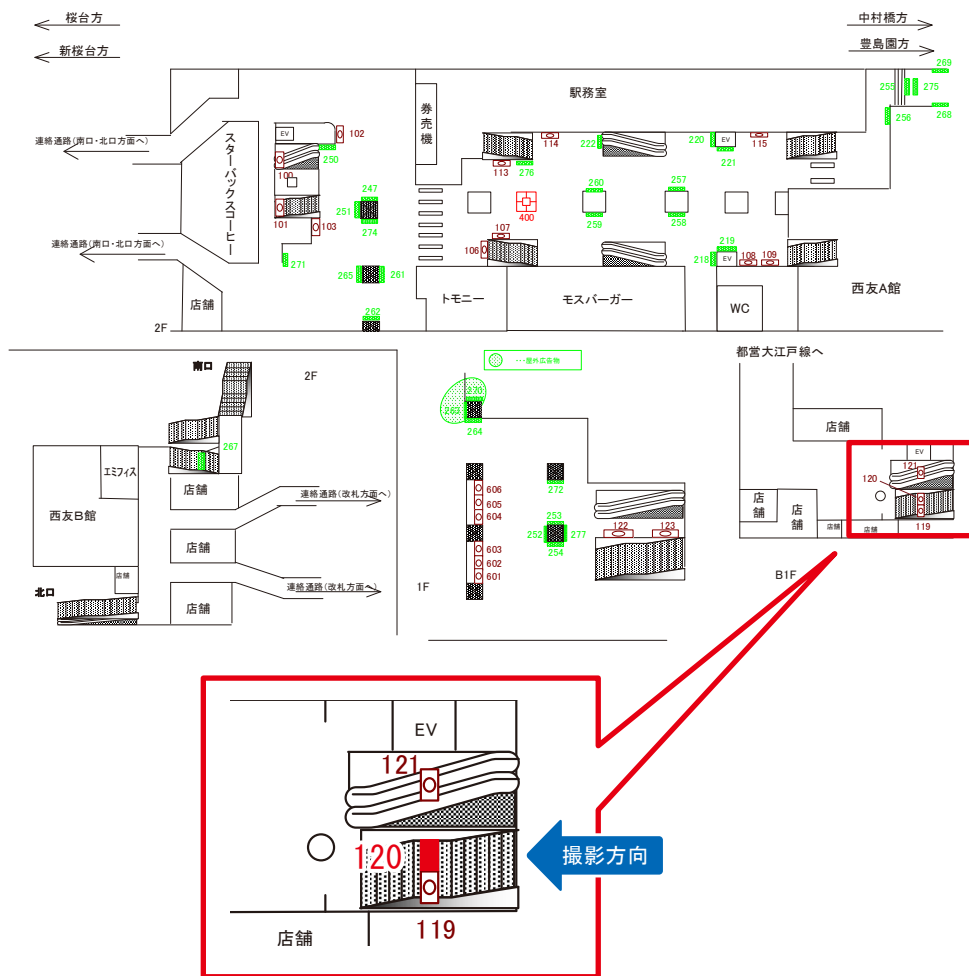 桜台方
新桜台方
中村橋方
豊島園方
269
255
275
256
268
駅務室
券売機
連絡通路(南口・北口方面へ)
スターバックスコーヒー
EV
102
250
100
247
251
274
101
103
271
連絡通路(南口・北口方面へ)
265
261
262
店舗
2F
114
222
220
EV
115
221
113
276
400
260
259
257
258
107
106
219
218
EV
108
109
トモニー
モスバーガー
WC
西友A館
南口
2F
267
エミフィス
西友B館
店舗
連絡通路(改札方面へ)
店舗
店舗
連絡通路(改札方面へ)
北口
店舗
・・・屋外広告物
270
263
264
606
605
604
603
602
601
272
253
252
277
254
122
123
1F
都営大江戸線へ
店舗
EV
121
120
119
店舗
店舗
店舗
店舗
B1F
EV
121
120
撮影方向
119
店舗